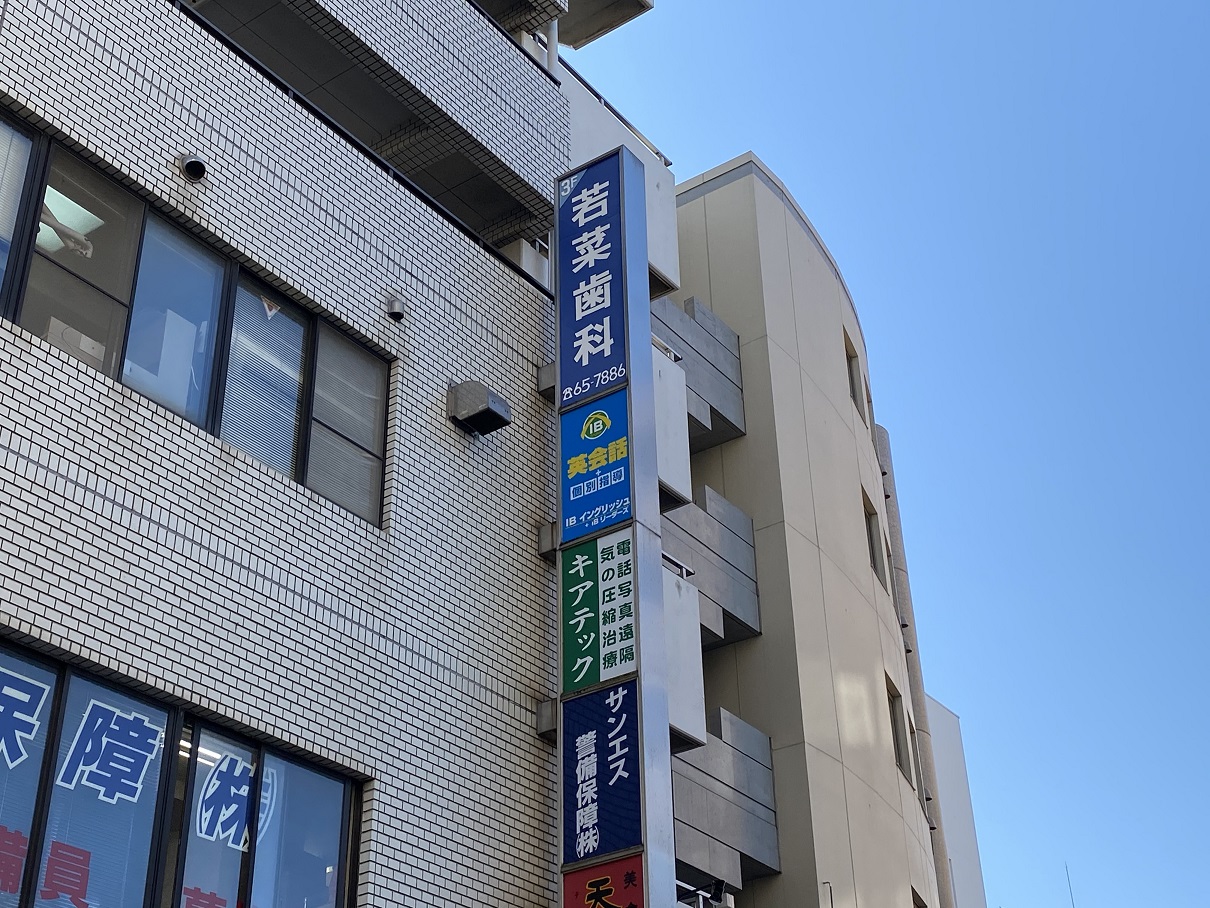 3F
若菜歯科
☎65-7886
IB
英会話
+
個別指導
IB イングリッシュ
+ IB リーダーズ
電話写真遠隔
気の圧縮治療
キアテック
サンエス
警備保障㈱
美
天
保障㈱
備員